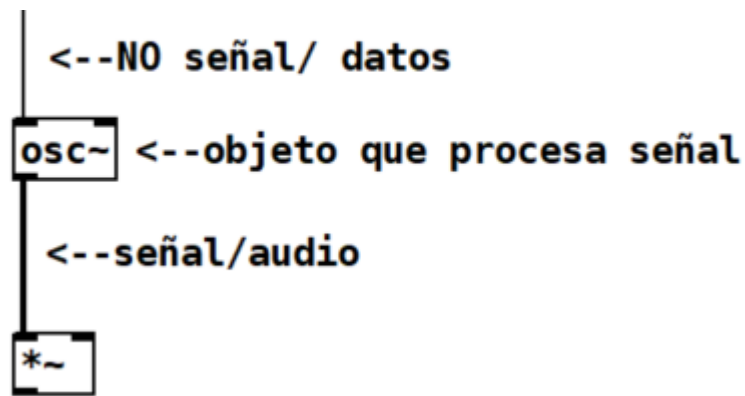 <--NO señal/ datos
osc~ <--objeto que procesa señal
<--señal/audio
*~